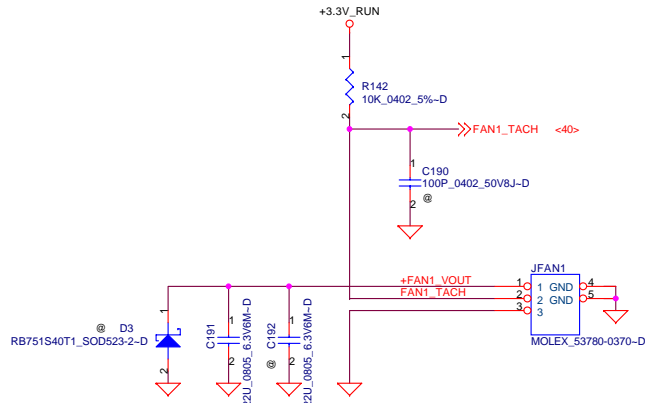 +3.3V_RUN
1
R142
10K_0402_5%~D
2
FAN1_TACH <40>
1
C190
100P_0402_50V8J~D
2
@
JFAN1
+FAN1_VOUT
FAN1_TACH
1
2
3
1 GND
2 GND
3
4
5
MOLEX_53780-0370~D
1
@ D3
RB751S40T1_SOD523-2~D
2
1
C191
2
22U_0805_6.3V6M~D
1
C192
@
2
22U_0805_6.3V6M~D